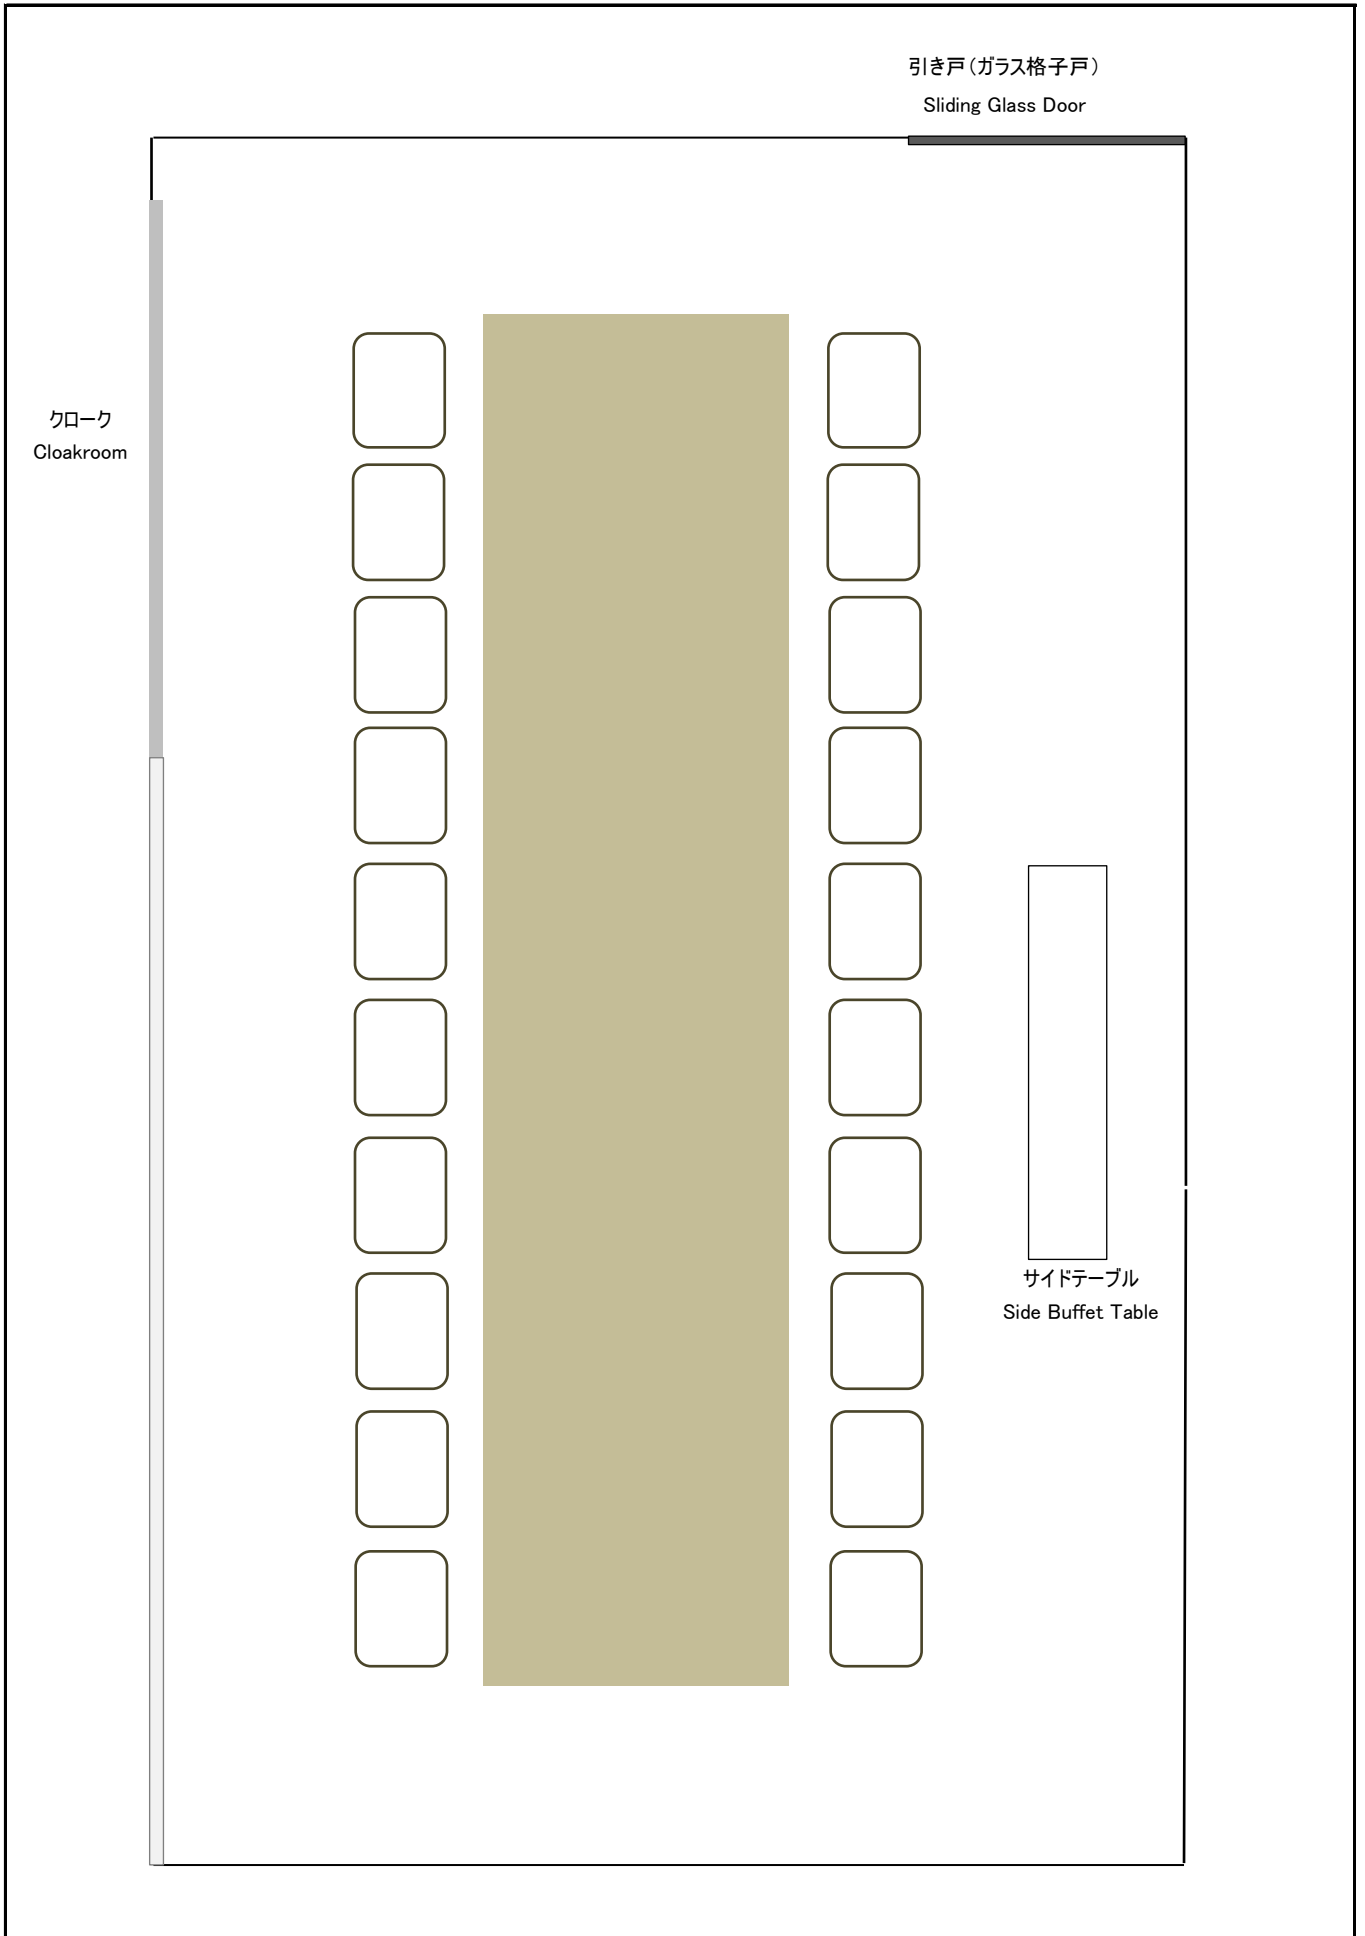 引き戸（ガラス格子戸）
Sliding Glass Door
クローク
Cloakroom
サイドテーブル
Side Buffet Table